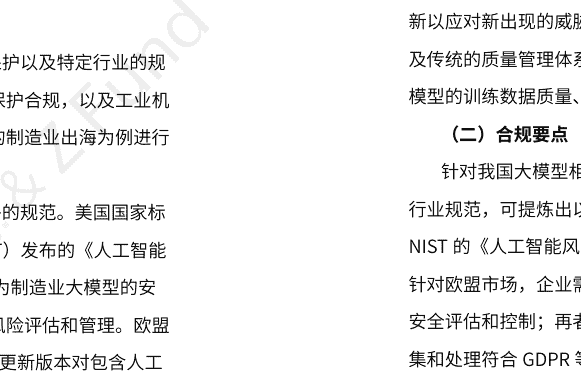 护以及特定行业的规
保护合规，以及工业机
的制造业出海为例进行
的规范。美国国家标
）发布的《人工智能
为制造业大模型的安
风险评估和管理。欧盟
更新版本对包含人工
新以应对新出现的威胁
及传统的质量管理体系
模型的训练数据质量、
（二）合规要点
针对我国大模型相
行业规范，可提炼出以
NIST 的《人工智能风
针对欧盟市场，企业需
安全评估和控制；再者
集和处理符合 GDPR 等
& Z Fund